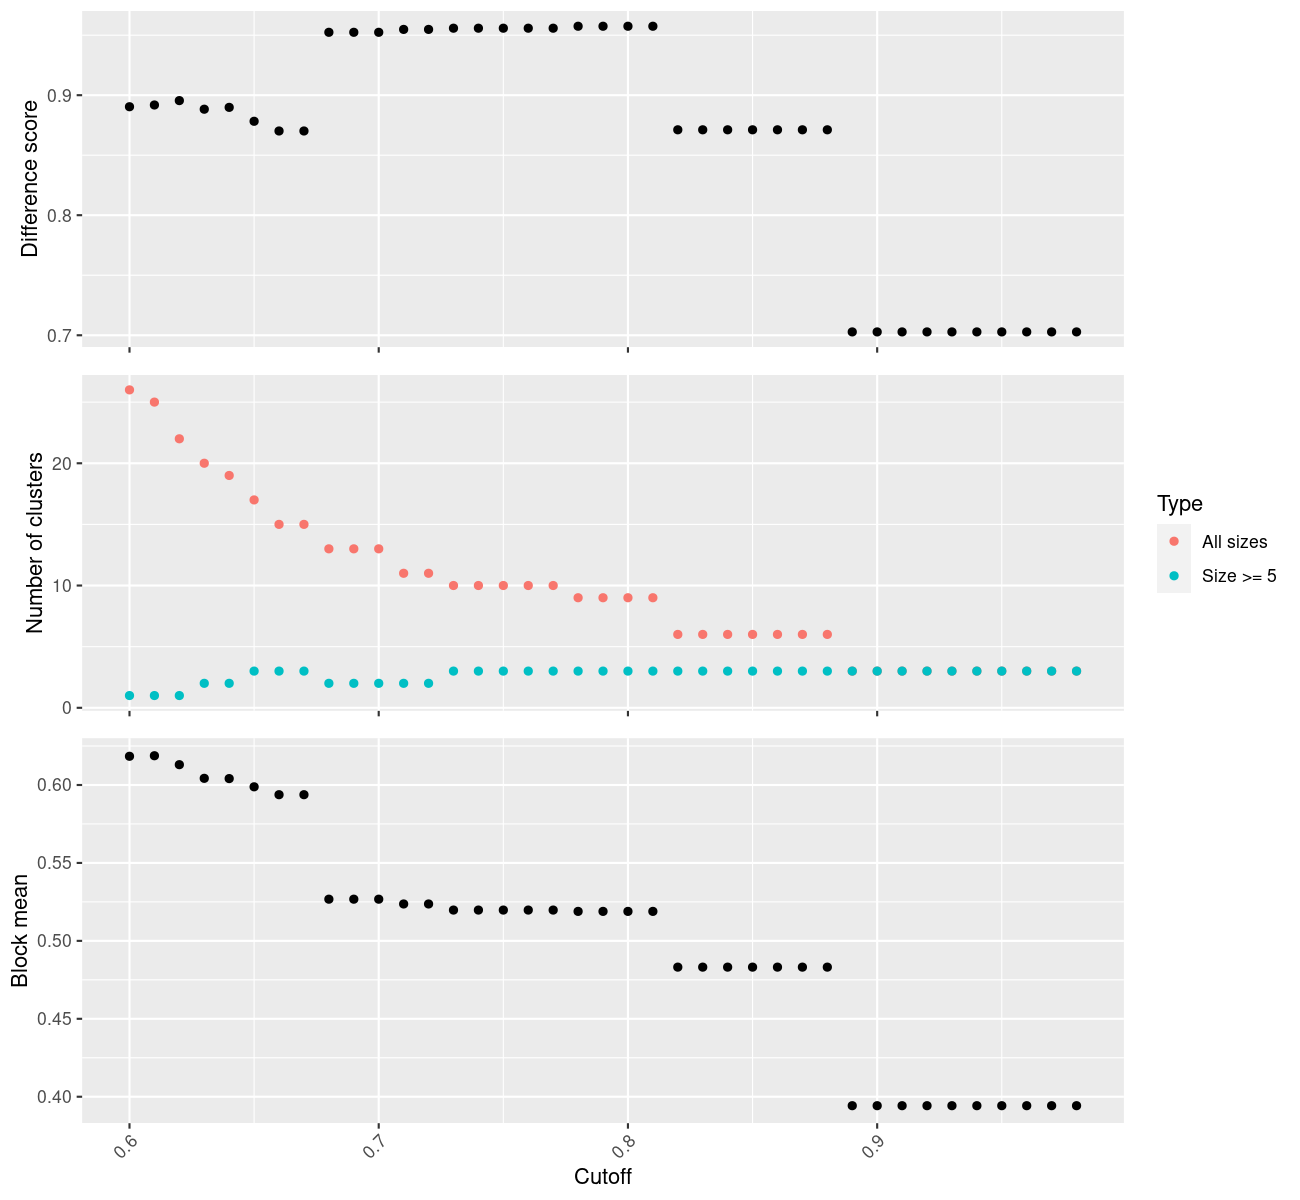 Difference score
0.9
0.8
0.7
Number of clusters
20
10
0
Type
All sizes
Size >= 5
Block mean
0.60
0.55
0.50
0.45
0.40
0.6
0.7
0.8
0.9
Cutoff